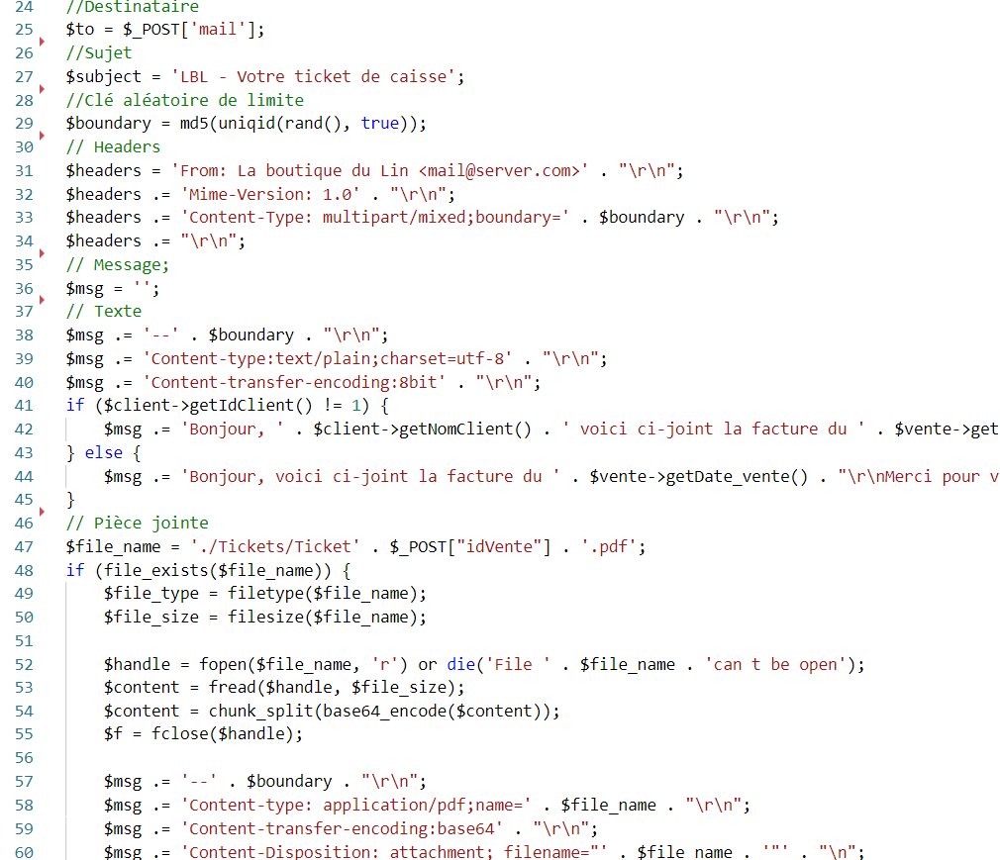 24 //Destinataire
25 $to = $_POST['mail'];
26 //Sujet
27 $subject = 'LBL - Votre ticket de caisse';
28 //Clé aléatoire de limite
29 $boundary = md5(uniqid(rand(), true));
30 // Headers
31 $headers = 'From: La boutique du Lin <mail@server.com>' . "\r\n";
32 $headers .= 'Mime-Version: 1.0' . "\r\n";
33 $headers .= 'Content-Type: multipart/mixed;boundary=' . $boundary . "\r\n";
34 $headers .= "\r\n";
35 // Message;
36 $msg = '';
37 // Texte
38 $msg .= '--' . $boundary . "\r\n";
39 $msg .= 'Content-type:text/plain;charset=utf-8' . "\r\n";
40 $msg .= 'Content-transfer-encoding:8bit' . "\r\n";
41 if ($client->getIdClient() != 1) {
42 $msg .= 'Bonjour, ' . $client->getNomClient() . ' voici ci-joint la facture du ' . $vente->get
43 } else {
44 $msg .= 'Bonjour, voici ci-joint la facture du ' . $vente->getDate_vente() . "\r\nMerci pour v
45 }
46 // Pièce jointe
47 $file_name = './Tickets/Ticket' . $_POST["idVente"] . '.pdf';
48 if (file_exists($file_name)) {
49 $file_type = filetype($file_name);
50 $file_size = filesize($file_name);
51
52 $handle = fopen($file_name, 'r') or die('File ' . $file_name . 'can t be open');
53 $content = fread($handle, $file_size);
54 $content = chunk_split(base64_encode($content));
55 $f = fclose($handle);
56
57 $msg .= '--' . $boundary . "\r\n";
58 $msg .= 'Content-type: application/pdf;name=' . $file_name . "\r\n";
59 $msg .= 'Content-transfer-encoding:base64' . "\r\n";
60 $msg .= 'Content-Disposition: attachment; filename="' . $file_name . '"' . "\n";